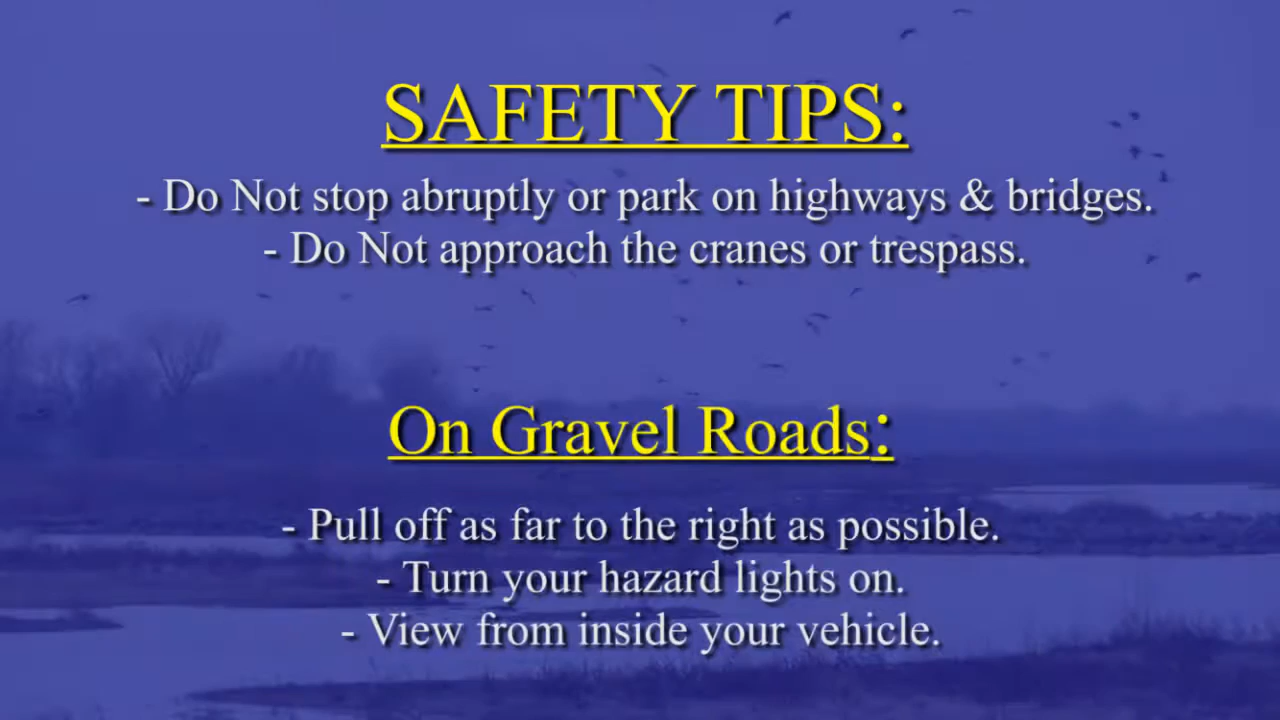 SAFETY TIPS:
- Do Not stop abruptly or park on highways & bridges.
- Do Not approach the cranes or trespass.
On Gravel Roads:
- Pull off as far to the right as possible.
- Turn your hazard lights on.
- View from inside your vehicle.